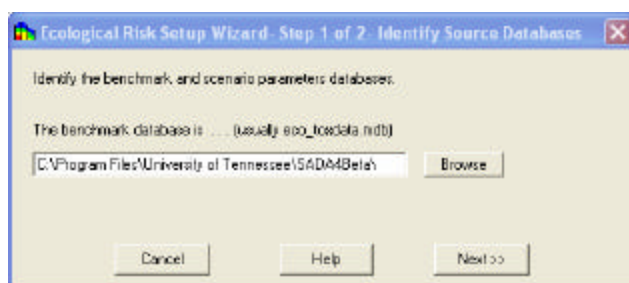 Ecological Risk Setup Wizard- Step 1 of 2- Identify Source Databases
Identify the benchmark and scenario parameters databases.
The benchmark database is . . . (usually eco_toxdata.mdb)
C:\Program Files\University of Tennessee\SADA4Beta\
Browse
Cancel
Help
Next>>